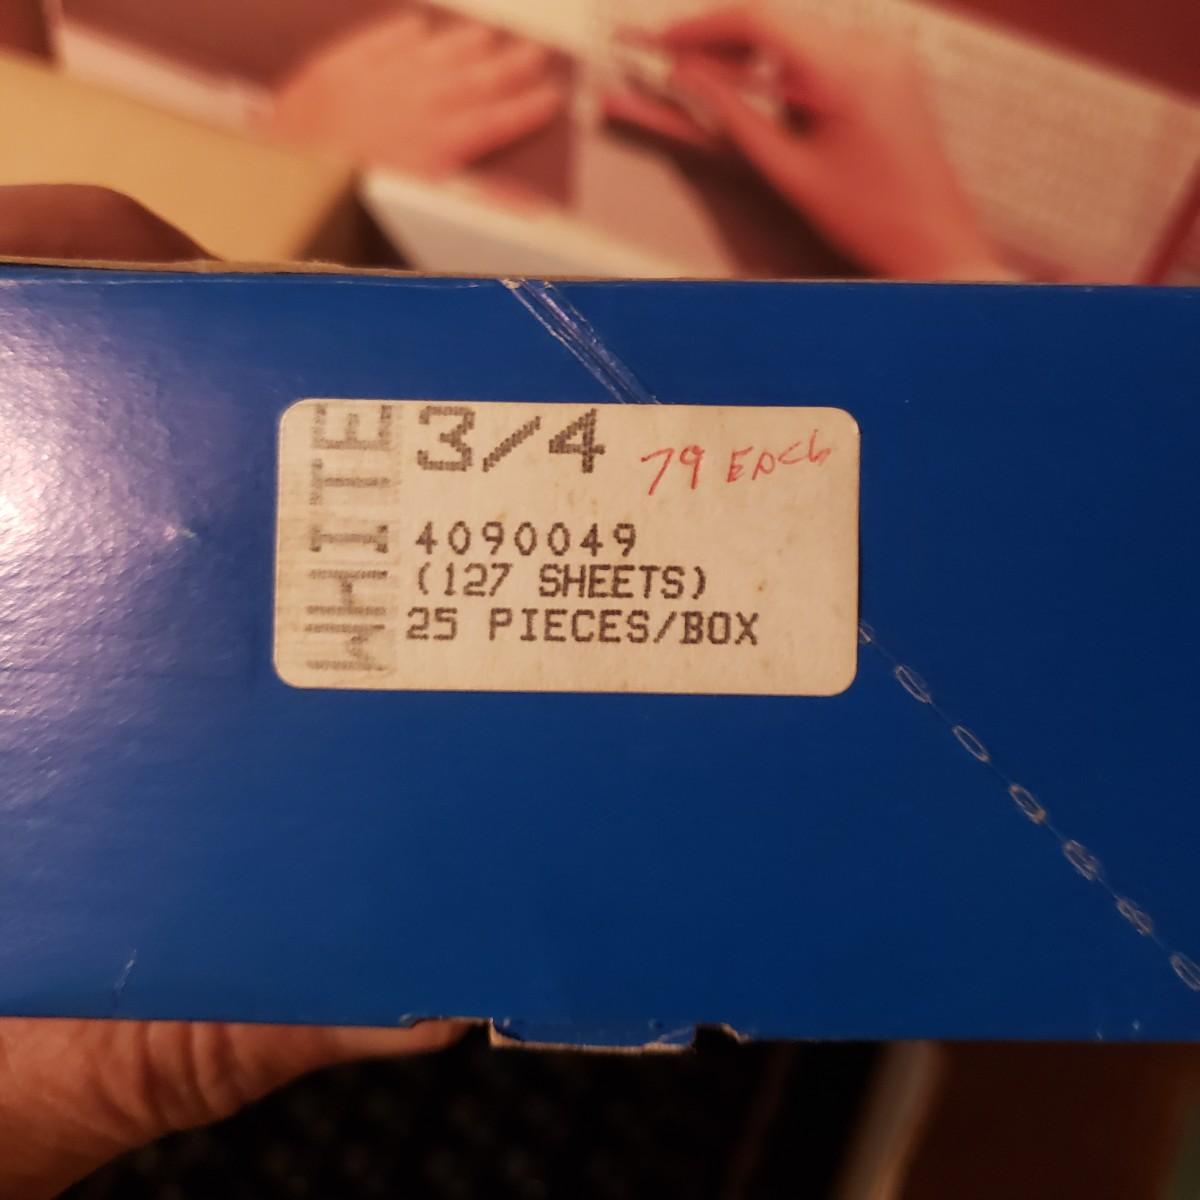 WHITE
3/4
79 EACH
4090049
(127 SHEETS)
25 PIECES/BOX